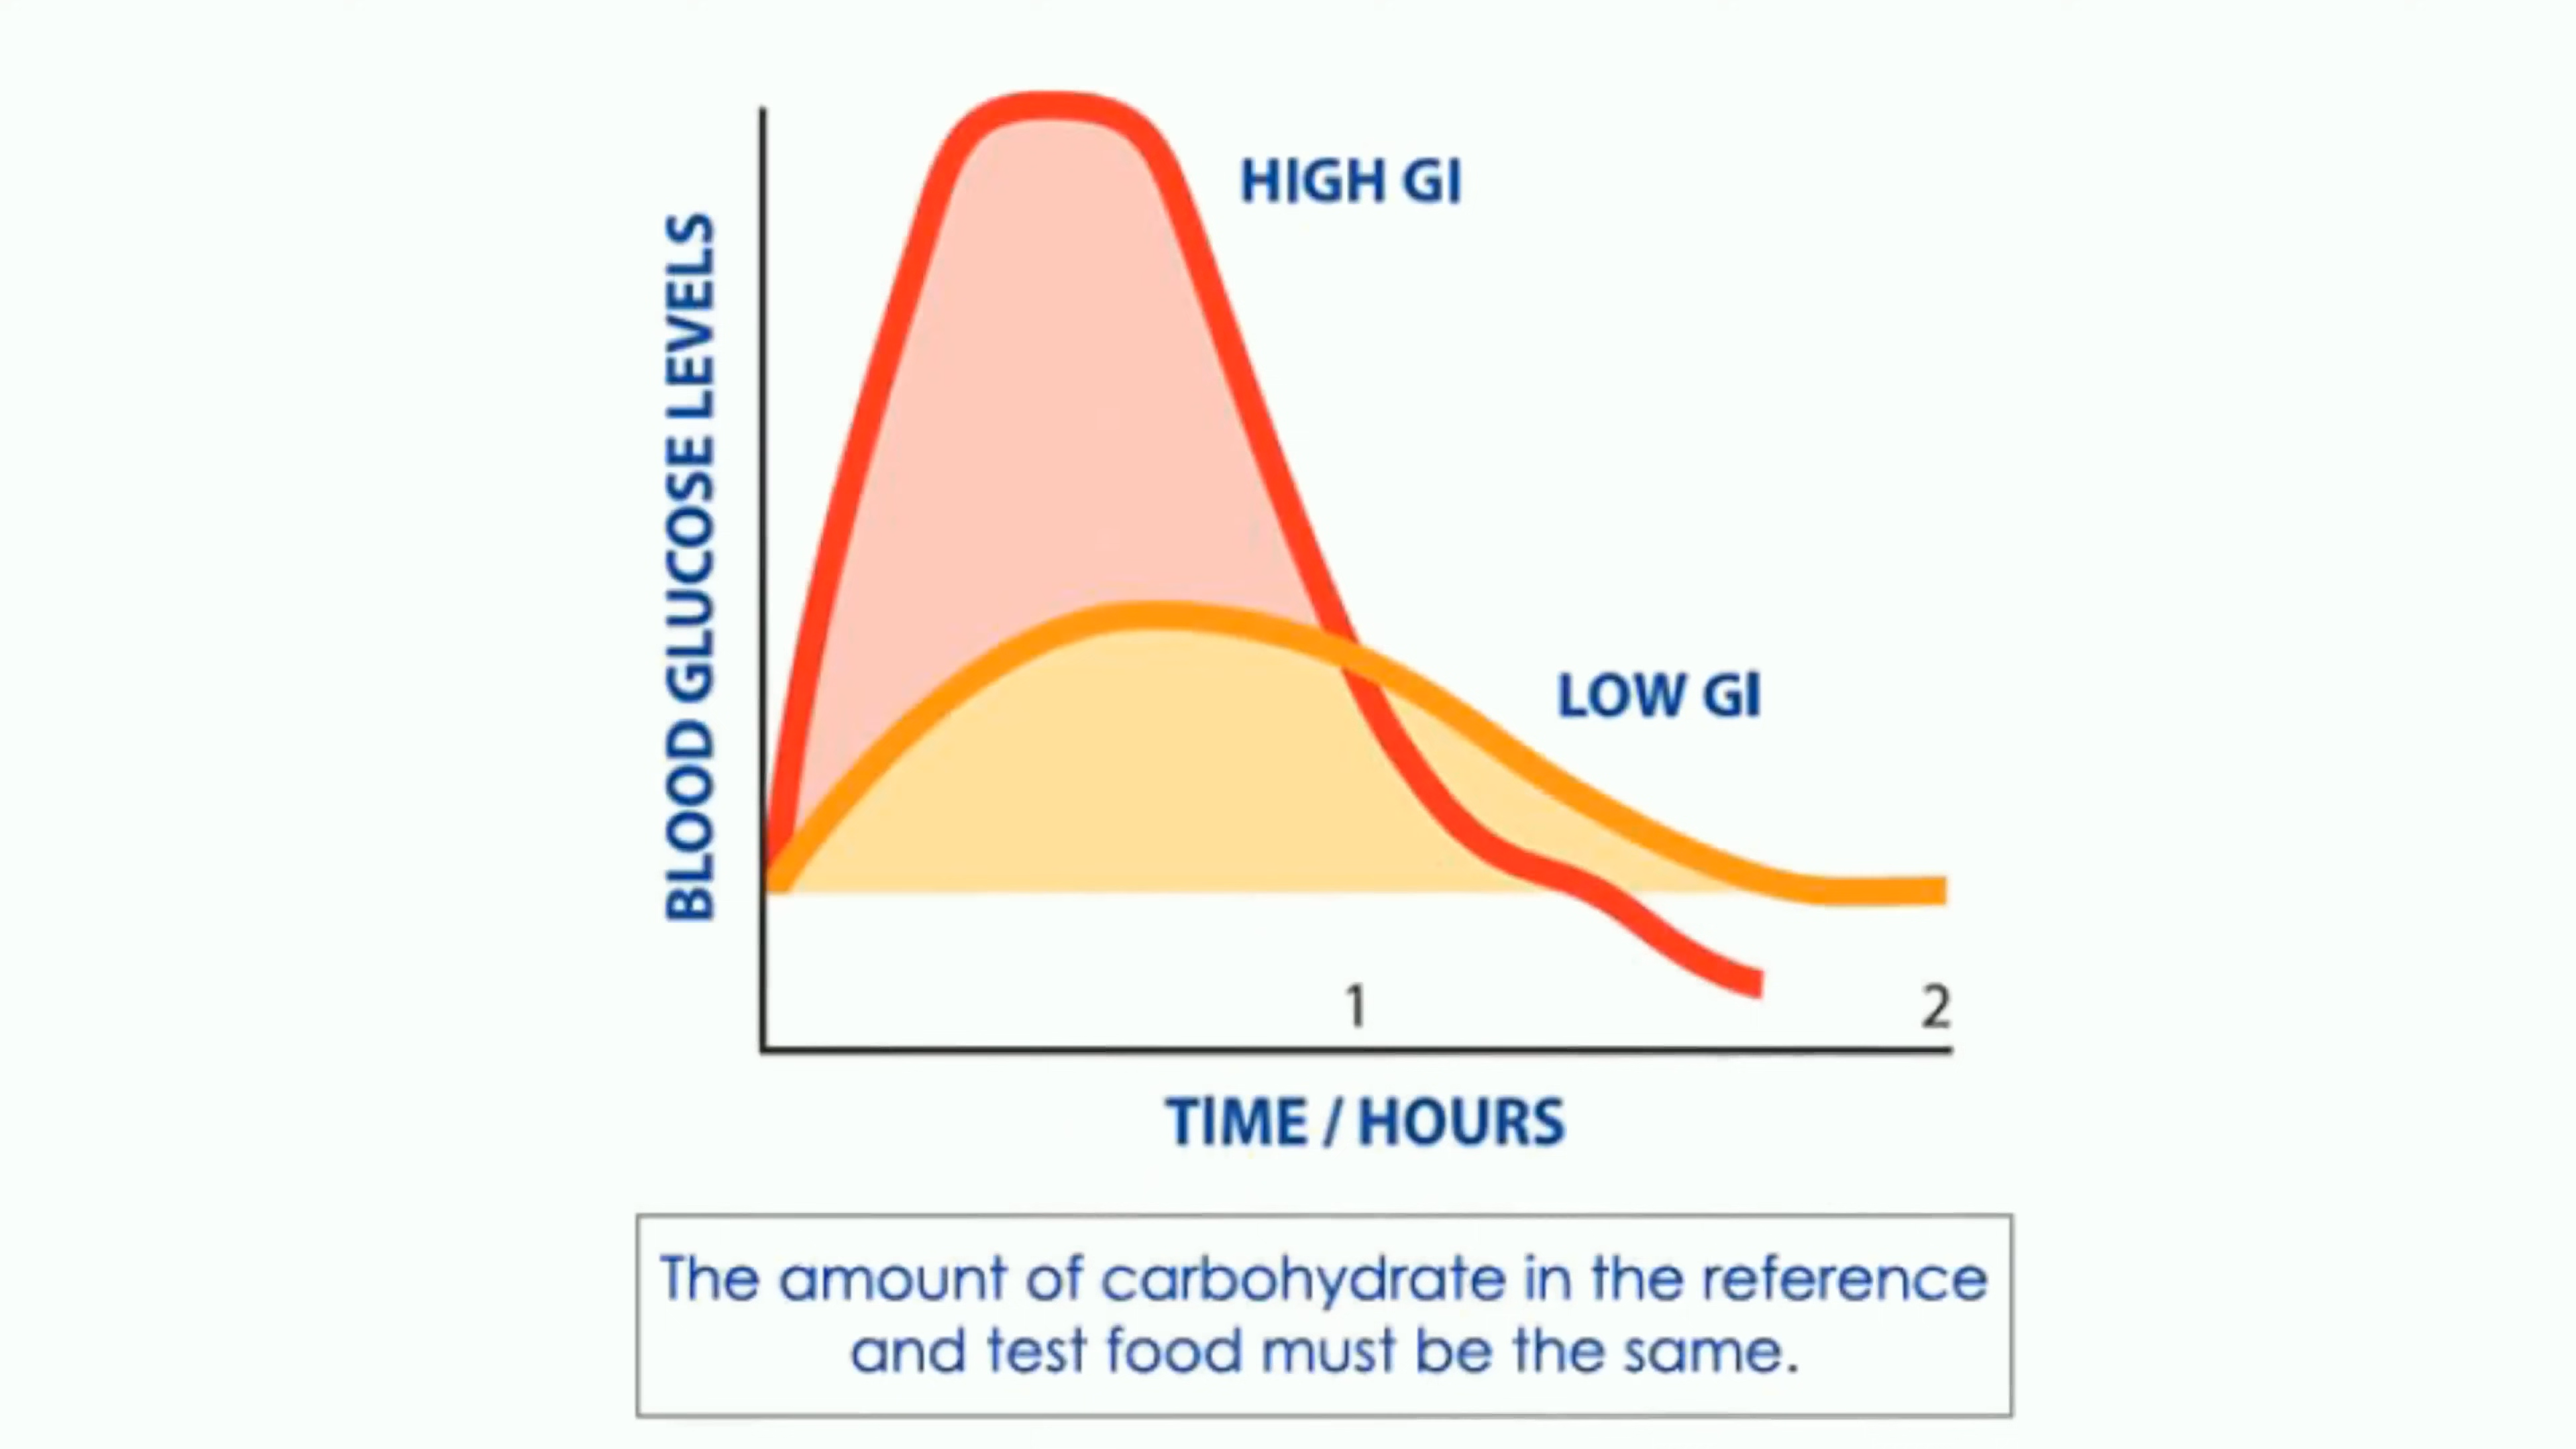 HIGH GI
BLOOD GLUCOSE LEVELS
LOW GI
1
2
TIME / HOURS
The amount of carbohydrate in the reference
and test food must be the same.